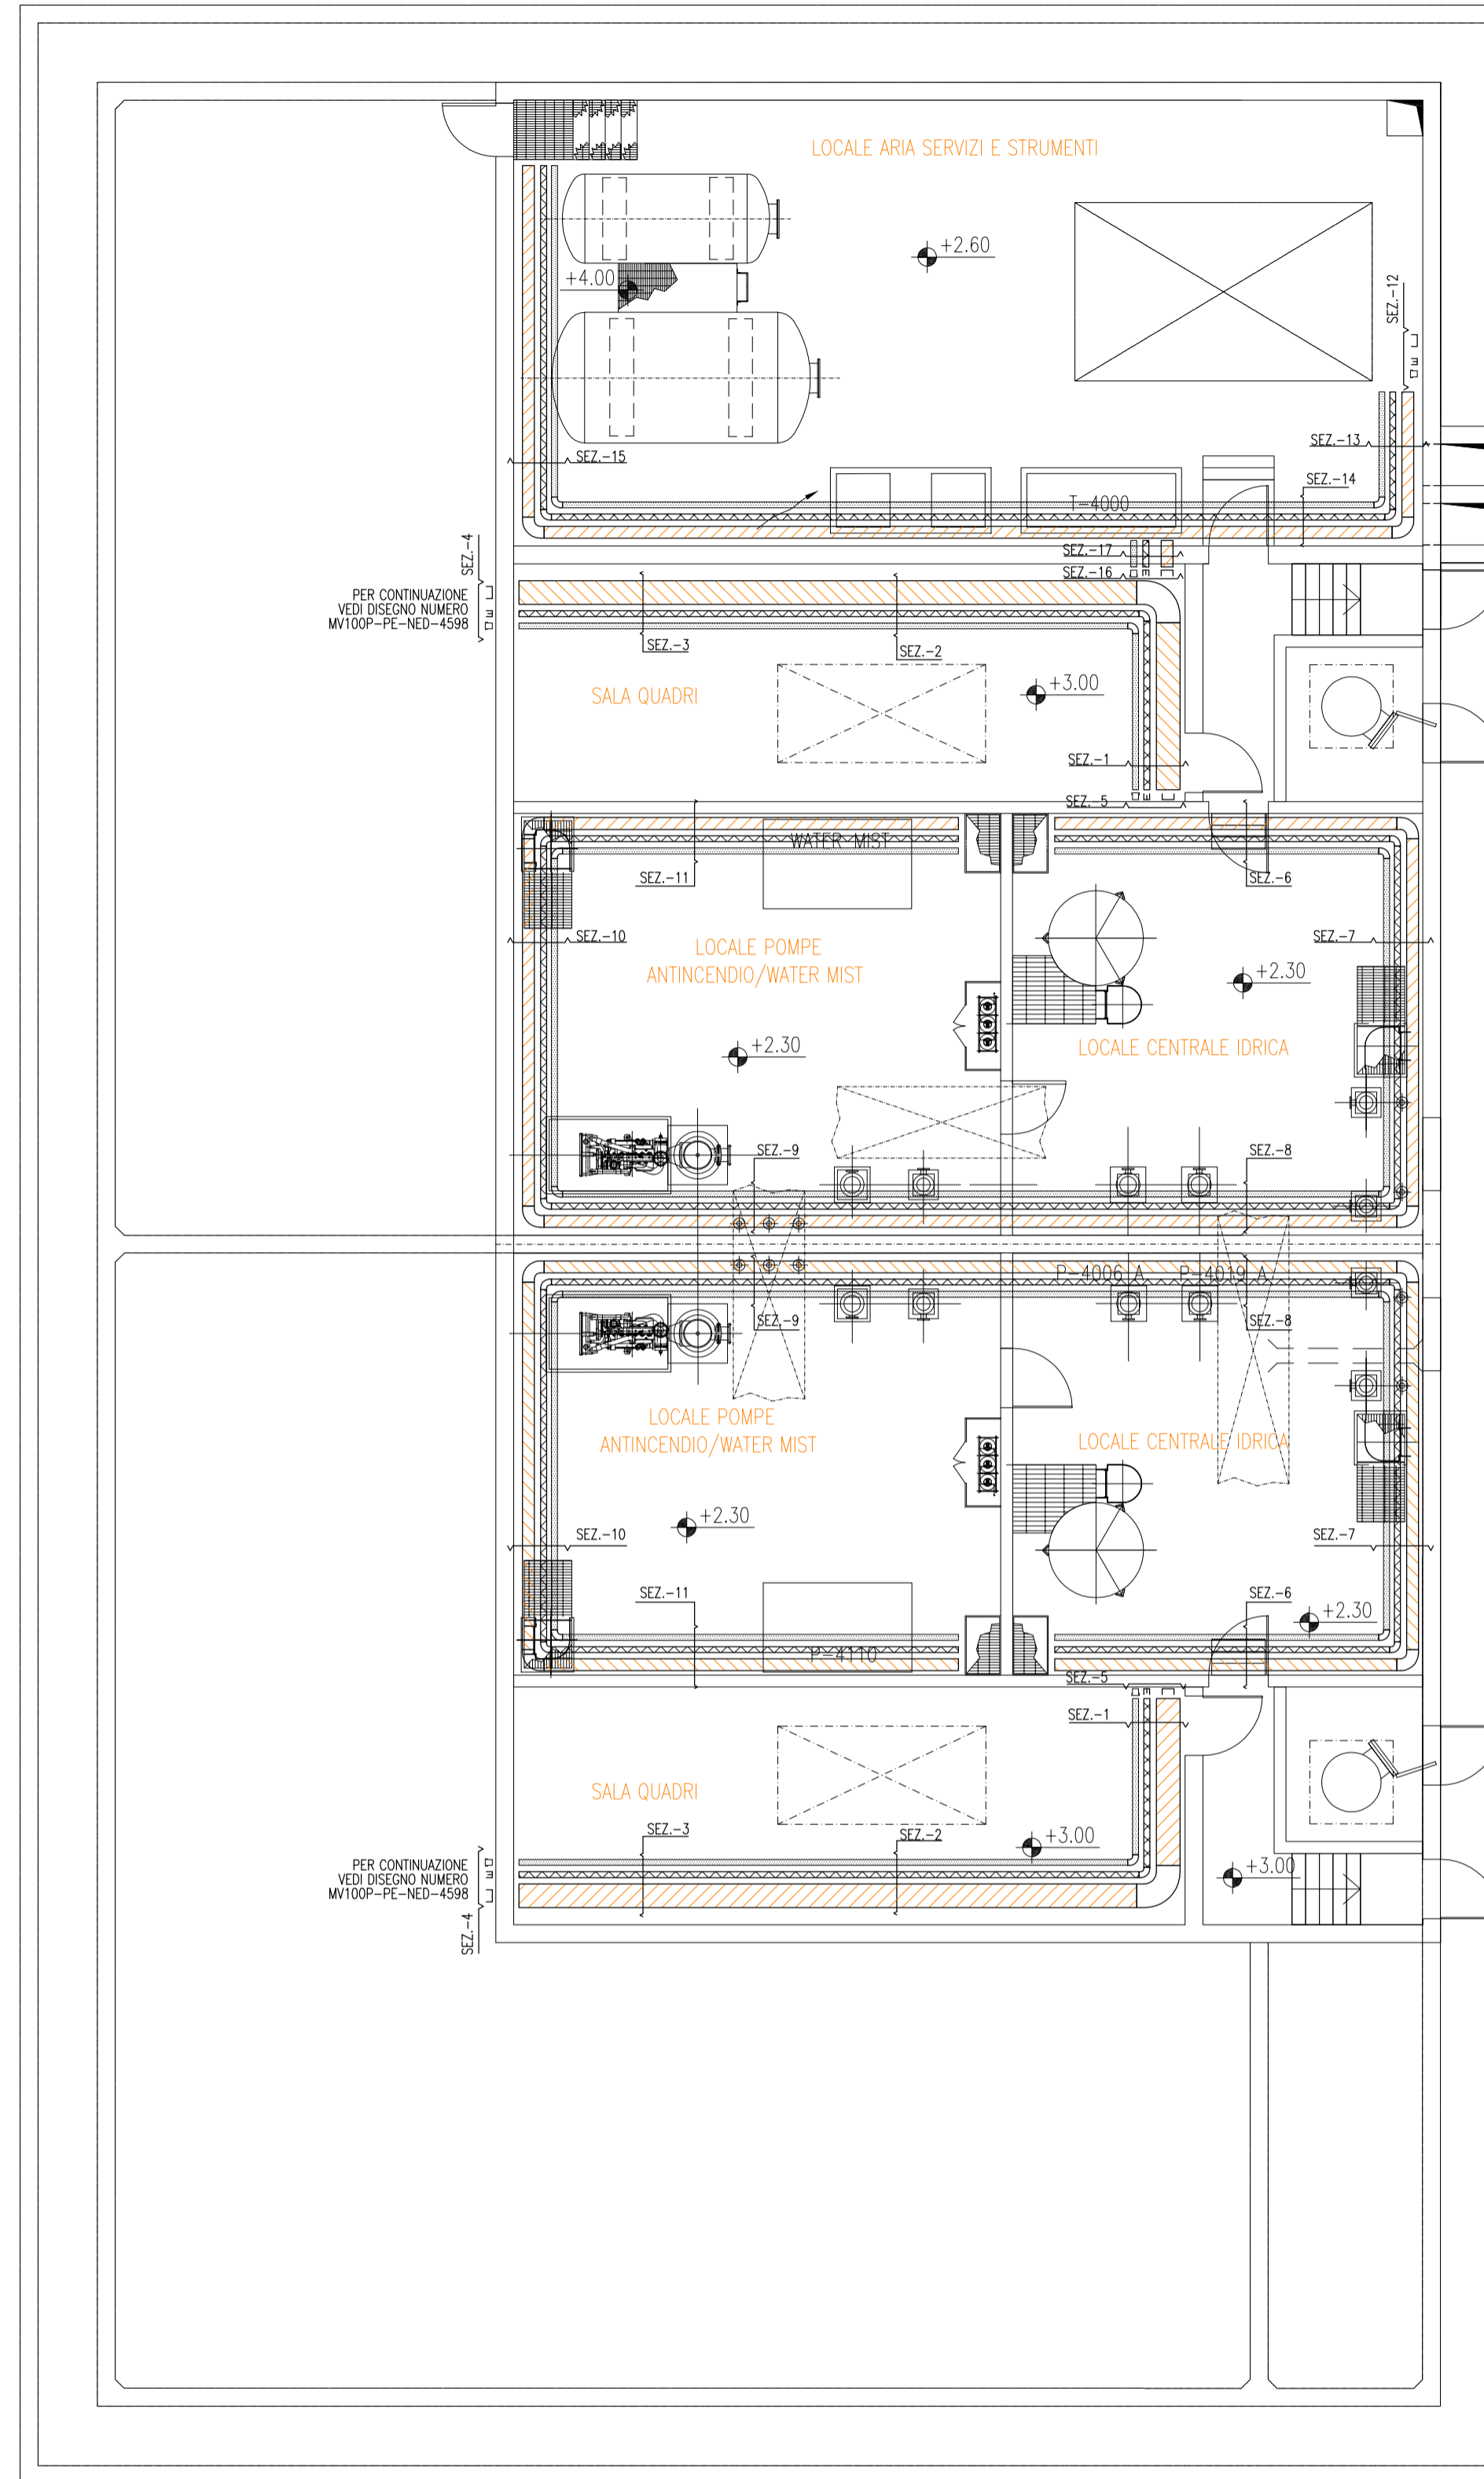 LOCALE ARIA SERVIZI E STRUMENTI
+2.60
+4.00
SEZ.-12
SEZ.-13
SEZ.-15
SEZ.-14
T-4000
SEZ.-4
SEZ.-17
SEZ.-16
PER CONTINUAZIONE
VEDI DISEGNO NUMERO
MV100P-PE-NED-4598
SEZ.-3
SEZ.-2
+3.00
SALA QUADRI
SEZ.-1
SEZ.-5
WATER MIST
SEZ.-11
SEZ.-6
SEZ.-10
SEZ.-7
LOCALE POMPE
ANTINCENDIO/WATER MIST
+2.30
+2.30
LOCALE CENTRALE IDRICA
SEZ.-9
SEZ.-8
P-4006 A
P-4019 A
SEZ.-9
SEZ.-8
LOCALE POMPE
ANTINCENDIO/WATER MIST
LOCALE CENTRALE IDRICA
+2.30
SEZ.-10
SEZ.-7
SEZ.-11
SEZ.-6
+2.30
P-4110
SEZ.-5
SEZ.-1
SALA QUADRI
SEZ.-3
SEZ.-2
+3.00
+3.00
PER CONTINUAZIONE
VEDI DISEGNO NUMERO
MV100P-PE-NED-4598
SEZ.-4